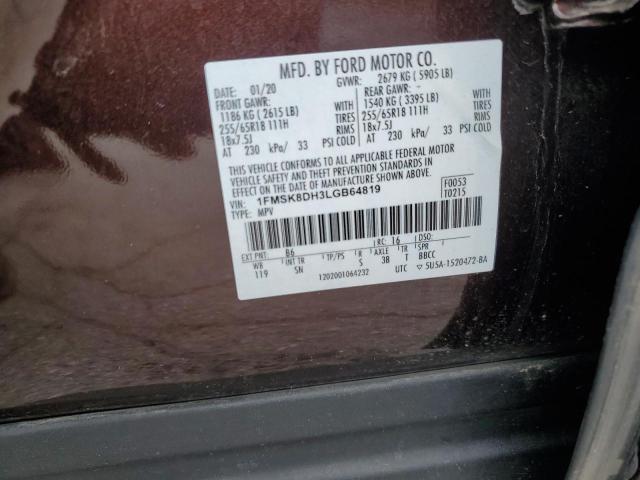 MFD. BY FORD MOTOR CO.
DATE: 01/20 GVWR: 2679 KG ( 5905 LB)
FRONT GAWR: REAR GAWR: -
1186 KG ( 2615 LB) WITH 1540 KG ( 3395 LB) WITH
255/65R18 111H TIRES 255/65R18 111H TIRES
18x7.5J RIMS 18x7.5J RIMS
AT 230 kPa/ 33 PSI COLD AT 230 kPa/ 33 PSI COLD
THIS VEHICLE CONFORMS TO ALL APPLICABLE FEDERAL MOTOR
VEHICLE SAFETY AND THEFT PREVENTION STANDARDS IN
EFFECT ON THE DATE OF MANUFACTURE SHOWN ABOVE.
VIN: 1FMSK8DH3LGB64819 F0053
TYPE: MPV T0215
EXT PNT: B6 RC: 16 DSO:
WB INT TR TP/PS R AXLE TR SPR
119 SN S 3B T BBCC
1202001064232 UTC ▽ 5U5A-1520472-BA